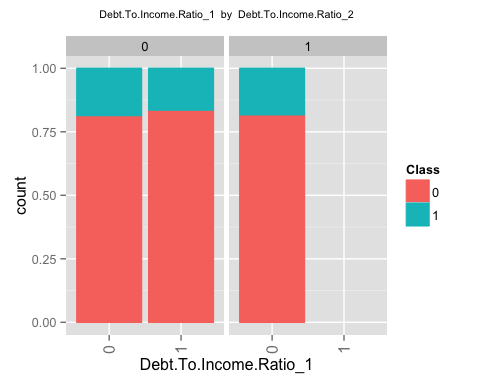 Debt.To.Income.Ratio_1 by Debt.To.Income.Ratio_2
0 1
1.00
0.75
0.50
0.25
0.00
count
0 1 0 1
Debt.To.Income.Ratio_1
Class
0
1